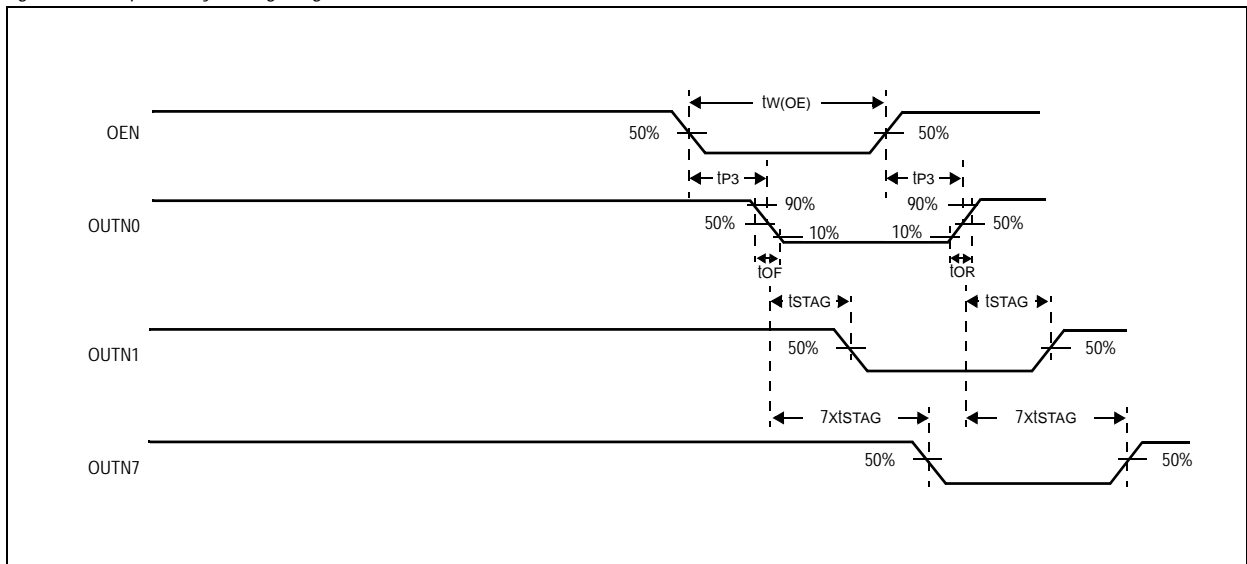 tW(OE)
OEN
50%
50%
tP3
tP3
90%
90%
OUTN0
50%
10%
10%
50%
tOF
tOR
tSTAG
tSTAG
OUTN1
50%
50%
7XtSTAG
7XtSTAG
OUTN7
50%
50%